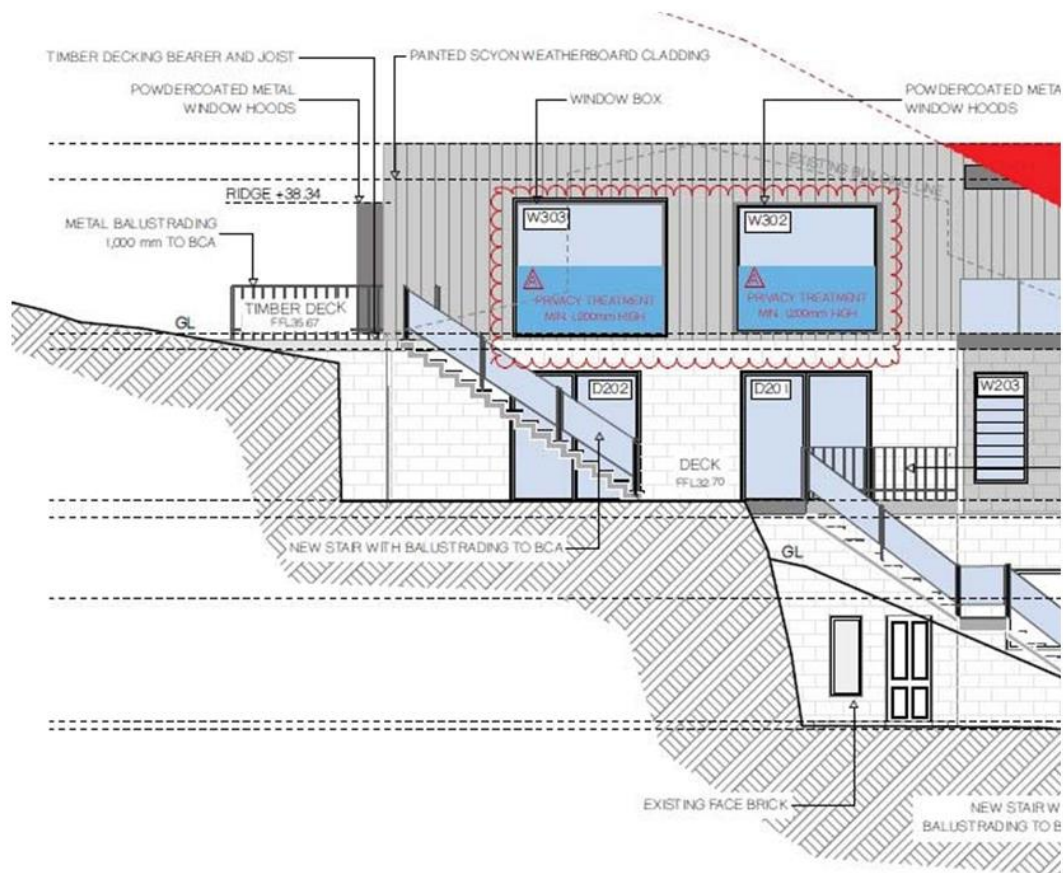 TIMBER DECKING BEARER AND JOIST
PAINTED SCYON WEATHERBOARD CLADDING
POWDERCOATED METAL
WINDOW HOODS
WINDOW BOX
POWDERCOATED META
WINDOW HOODS
EXISTING BUILDING LINE
RIDGE +38.34
W303
W302
METAL BALUSTRADING
1,000 mm TO BCA
PRIVACY TREATMENT
MIN. 1,200mm HIGH
PRIVACY TREATMENT
MIN. 1,200mm HIGH
TIMBER DECK
FFL35.67
GL
D202
D201
W203
DECK
FFL32.70
NEW STAIR WITH BALUSTRADING TO BCA
GL
EXISTING FACE BRICK
NEW STAIR W
BALUSTRADING TO B